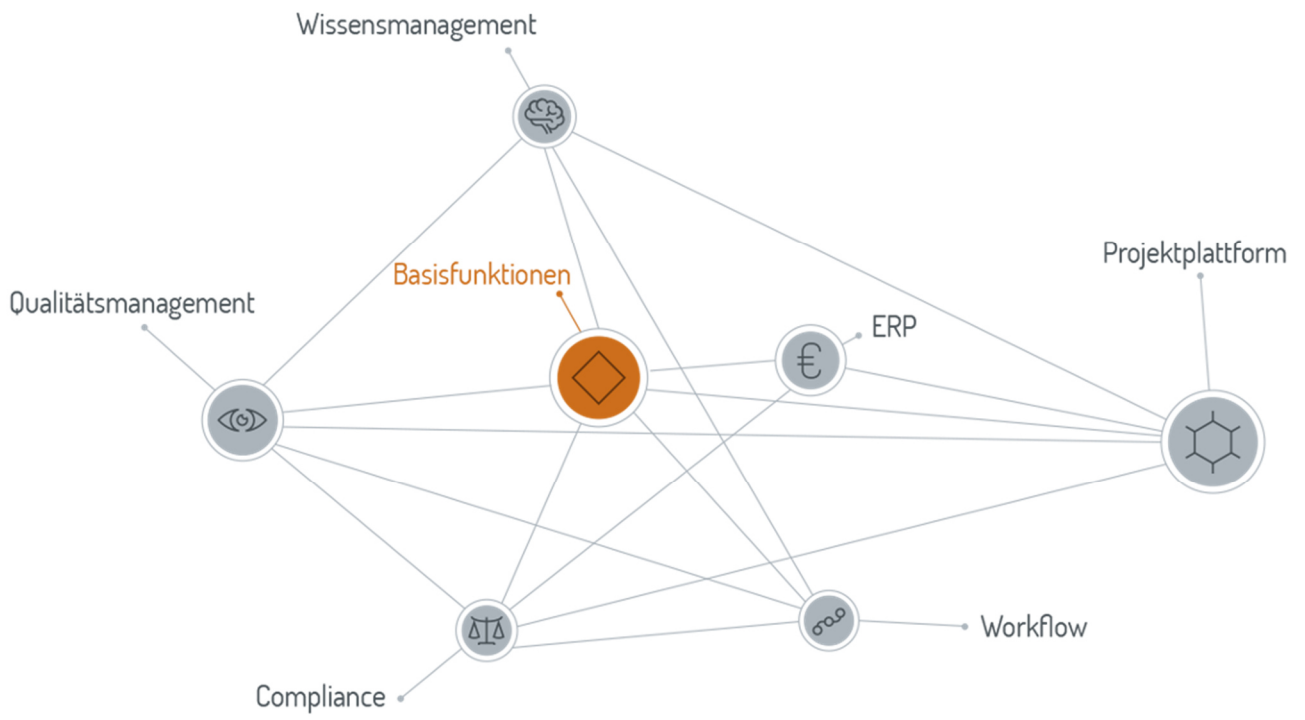 Wissensmanagement
Projektplattform
Basisfunktionen
Qualitätsmanagement
ERP
€
Workflow
Compliance